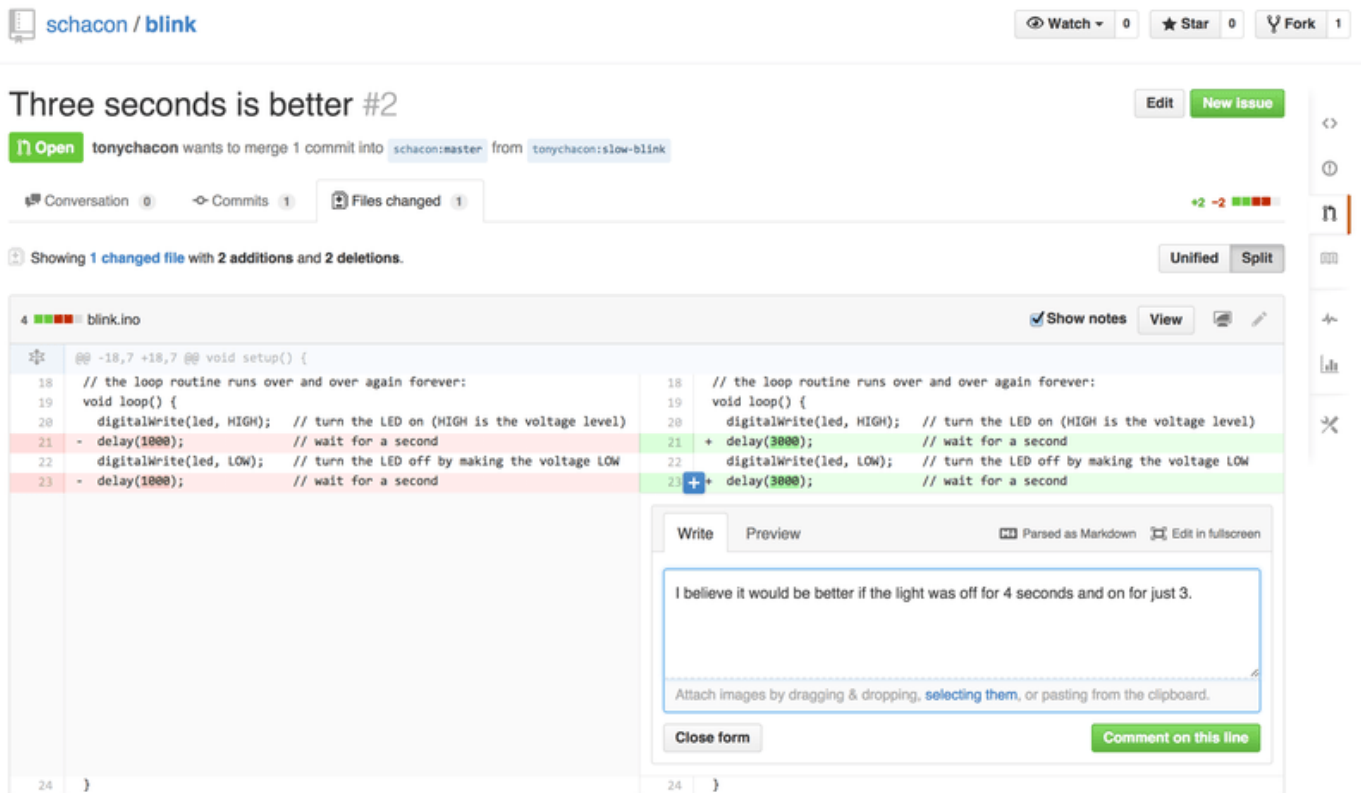 schacon / blink
Watch 0 Star 0 Fork 1
Three seconds is better #2
Edit New issue
Open tonychacon wants to merge 1 commit into schacon:master from tonychacon:slow-blink
Conversation 0 Commits 1 Files changed 1 +2 −2
Showing 1 changed file with 2 additions and 2 deletions.
Unified Split
4 blink.ino Show notes View
@@ -18,7 +18,7 @@ void setup() {
18 // the loop routine runs over and over again forever: 18 // the loop routine runs over and over again forever:
19 void loop() { 19 void loop() {
20 digitalWrite(led, HIGH); // turn the LED on (HIGH is the voltage level) 20 digitalWrite(led, HIGH); // turn the LED on (HIGH is the voltage level)
21 - delay(1000); // wait for a second 21 + delay(3000); // wait for a second
22 digitalWrite(led, LOW); // turn the LED off by making the voltage LOW 22 digitalWrite(led, LOW); // turn the LED off by making the voltage LOW
23 - delay(1000); // wait for a second 23 + delay(3000); // wait for a second
Write Preview Parsed as Markdown Edit in fullscreen
I believe it would be better if the light was off for 4 seconds and on for just 3.
Attach images by dragging & dropping, selecting them, or pasting from the clipboard.
Close form Comment on this line
24 } 24 }